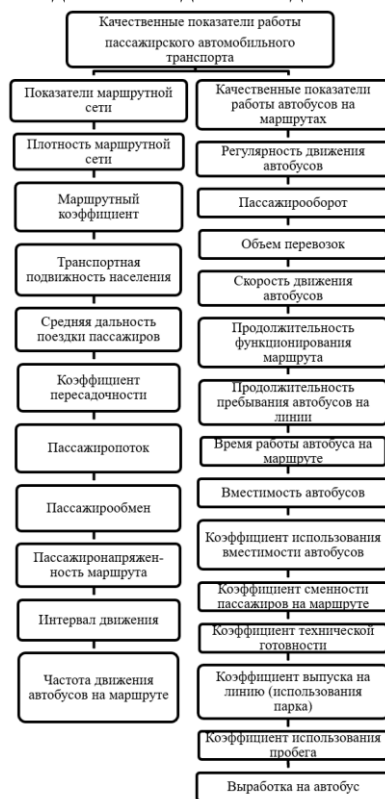 Качественные показатели работы
пассажирского автомобильного
транспорта
Показатели маршрутной
сети
Плотность маршрутной
сети
Маршрутный
коэффициент
Транспортная
подвижность населения
Средняя дальность
поездки пассажиров
Коэффициент
пересадочности
Пассажиропоток
Пассажирообмен
Пассажиронапряжен-
ность маршрута
Интервал движения
Частота движения
автобусов на маршруте
Качественные показатели
работы автобусов на
маршрутах
Регулярность движения
автобусов
Пассажирооборот
Объем перевозок
Скорость движения
автобусов
Продолжительность
функционирования
маршрута
Продолжительность
пребывания автобусов на
линии
Время работы автобуса на
маршруте
Вместимость автобусов
Коэффициент использования
вместимости автобусов
Коэффициент сменности
пассажиров на маршруте
Коэффициент технической
готовности
Коэффициент выпуска на
линию (использования
парка)
Коэффициент использования
пробега
Выработка на автобус